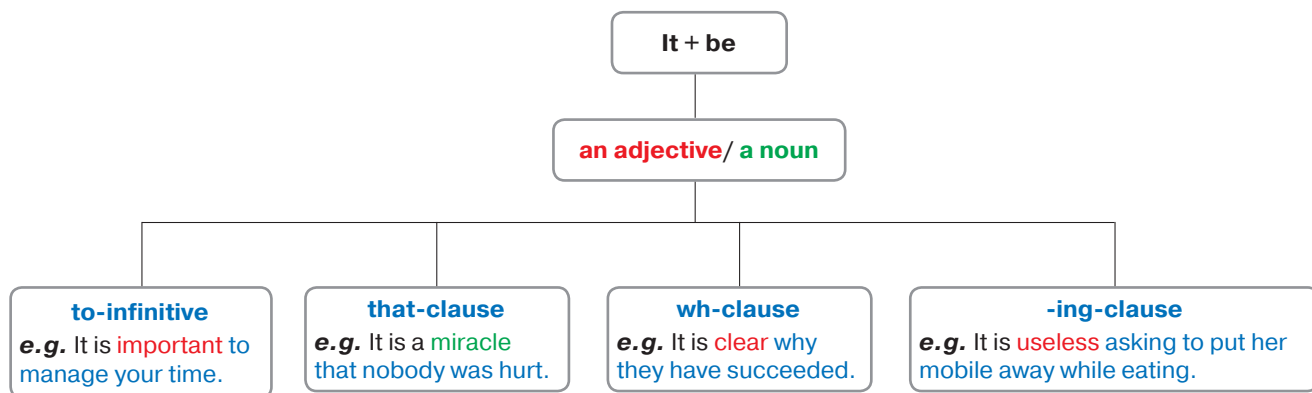 It + be
an adjective/ a noun
to-infinitive
e.g. It is important to
manage your time.
that-clause
e.g. It is a miracle
that nobody was hurt.
wh-clause
e.g. It is clear why
they have succeeded.
-ing-clause
e.g. It is useless asking to put her
mobile away while eating.